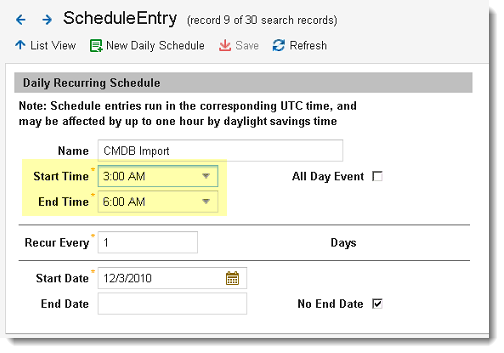 ScheduleEntry (record 9 of 30 search records)
List View New Daily Schedule Save Refresh
Daily Recurring Schedule
Note: Schedule entries run in the corresponding UTC time, and
may be affected by up to one hour by daylight savings time
Name CMDB Import
Start Time * 3:00 AM All Day Event
End Time * 6:00 AM
Recur Every * 1 Days
Start Date * 12/3/2010
End Date No End Date